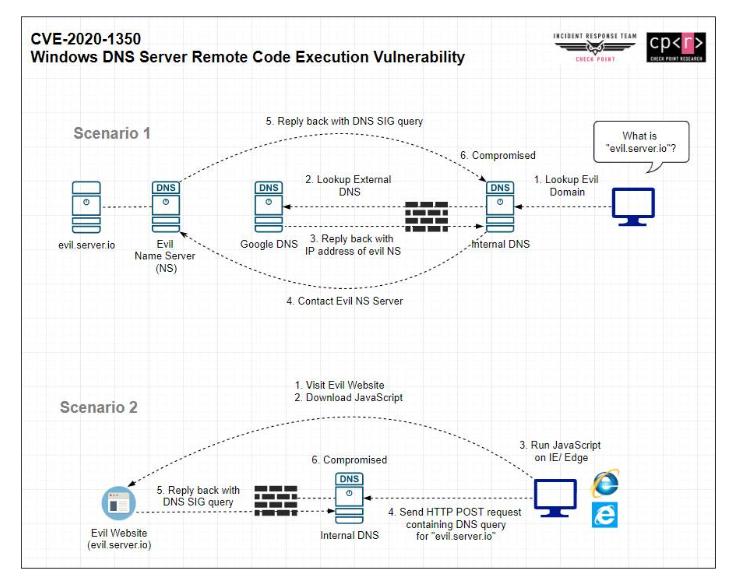 CVE-2020-1350
Windows DNS Server Remote Code Execution Vulnerability
INCIDENT RESPONSE TEAM
CHECK POINT
cp<r>
CHECK POINT RESEARCH
Scenario 1
5. Reply back with DNS SIG query
What is
"evil.server.io"?
6. Compromised
2. Lookup External
DNS
1. Lookup Evil
Domain
DNS
DNS
DNS
3. Reply back with
IP address of evil NS
evil.server.io
Evil
Name Server
(NS)
Google DNS
Internal DNS
4. Contact Evil NS Server
1. Visit Evil Website
2. Download JavaScript
Scenario 2
3. Run JavaScript
on IE/ Edge
6. Compromised
DNS
5. Reply back with
DNS SIG query
4. Send HTTP POST request
containing DNS query
for "evil.server.io"
Evil Website
(evil.server.io)
Internal DNS